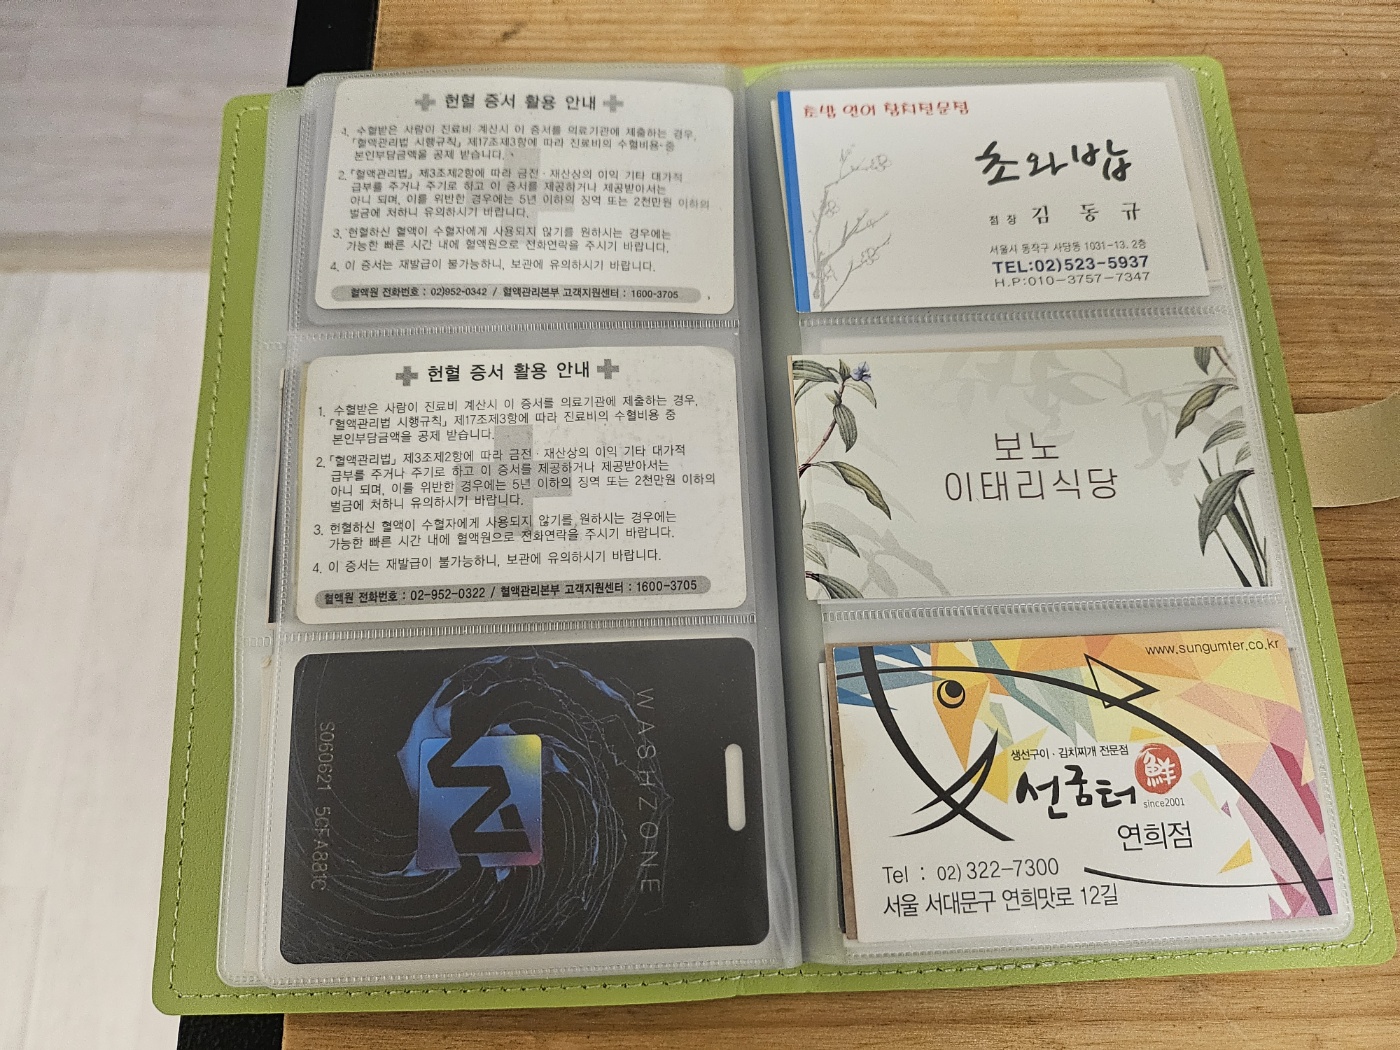 헌혈 증서 활용 안내
1. 수혈받은 사람이 진료비 계산시 이 증서를 의료기관에 제출하는 경우,
「혈액관리법 시행규칙」 제17조제3항에 따라 진료비의 수혈비용 중
본인부담금액을 공제 받습니다.
2. 「혈액관리법」 제3조제2항에 따라 금전 · 재산상의 이익 기타 대가적
급부를 주거나 주기로 하고 이 증서를 제공하거나 제공받아서는
아니 되며, 이를 위반한 경우에는 5년 이하의 징역 또는 2천만원 이하의
벌금에 처하니 유의하시기 바랍니다.
3. 헌혈하신 혈액이 수혈자에게 사용되지 않기를 원하시는 경우에는
가능한 빠른 시간 내에 혈액원으로 전화연락을 주시기 바랍니다.
4. 이 증서는 재발급이 불가능하니, 보관에 유의하시기 바랍니다.
혈액원 전화번호 : 02)952-0342 / 혈액관리본부 고객지원센터 : 1600-3705
헌혈 증서 활용 안내
1. 수혈받은 사람이 진료비 계산시 이 증서를 의료기관에 제출하는 경우,
「혈액관리법 시행규칙」 제17조제3항에 따라 진료비의 수혈비용 중
본인부담금액을 공제 받습니다.
2. 「혈액관리법」 제3조제2항에 따라 금전 · 재산상의 이익 기타 대가적
급부를 주거나 주기로 하고 이 증서를 제공하거나 제공받아서는
아니 되며, 이를 위반한 경우에는 5년 이하의 징역 또는 2천만원 이하의
벌금에 처하니 유의하시기 바랍니다.
3. 헌혈하신 혈액이 수혈자에게 사용되지 않기를 원하시는 경우에는
가능한 빠른 시간 내에 혈액원으로 전화연락을 주시기 바랍니다.
4. 이 증서는 재발급이 불가능하니, 보관에 유의하시기 바랍니다.
혈액원 전화번호 : 02-952-0322 / 혈액관리본부 고객지원센터 : 1600-3705
WASHZONE
S060621
초밥 연어 참치전문점
초와밥
점장 김동규
서울시 동작구 사당동 1031-13. 2층
TEL:02)523-5937
H.P:010-3757-7347
보노
이태리식당
www.sungumter.co.kr
생선구이 · 김치찌개 전문점
선굼터
since2001
연희점
Tel : 02) 322-7300
서울 서대문구 연희맛로 12길